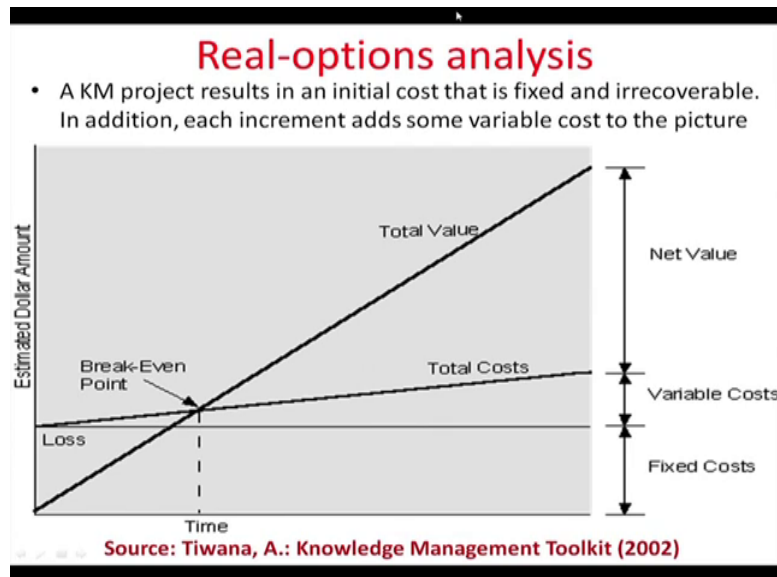 Real-options analysis
• A KM project results in an initial cost that is fixed and irrecoverable.
In addition, each increment adds some variable cost to the picture
Estimated Dollar Amount
Total Value
Net Value
Break-Even
Point
Total Costs
Variable Costs
Loss
Fixed Costs
Time
Source: Tiwana, A.: Knowledge Management Toolkit (2002)